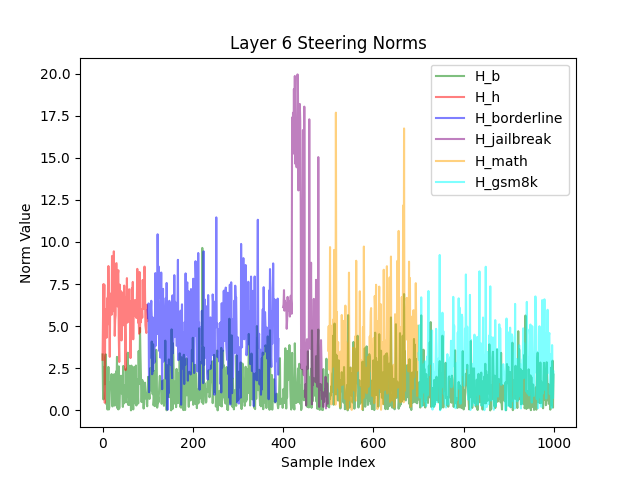 Layer 6 Steering Norms
Norm Value
20.0
17.5
15.0
12.5
10.0
7.5
5.0
2.5
0.0
H_b
H_h
H_borderline
H_jailbreak
H_math
H_gsm8k
0
200
400
600
800
1000
Sample Index